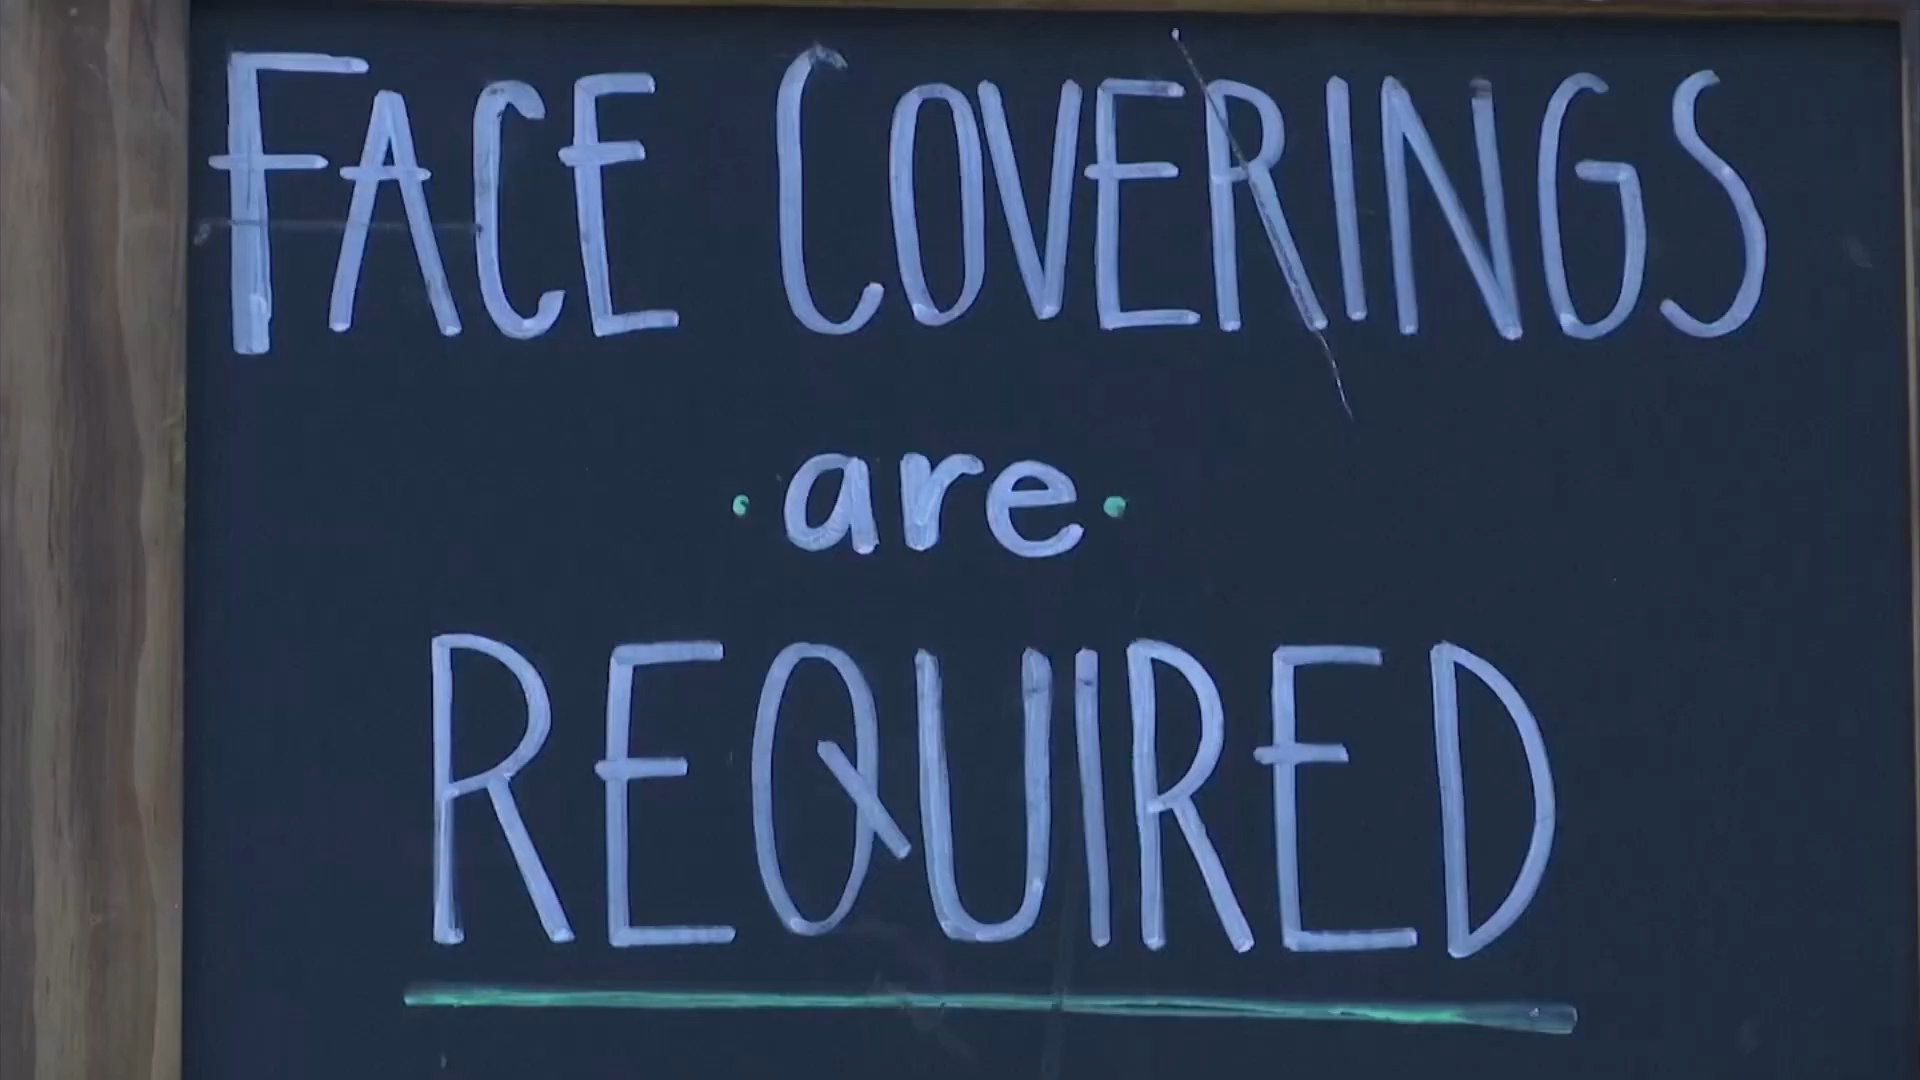 FACE COVERINGS
• are •
REQUIRED